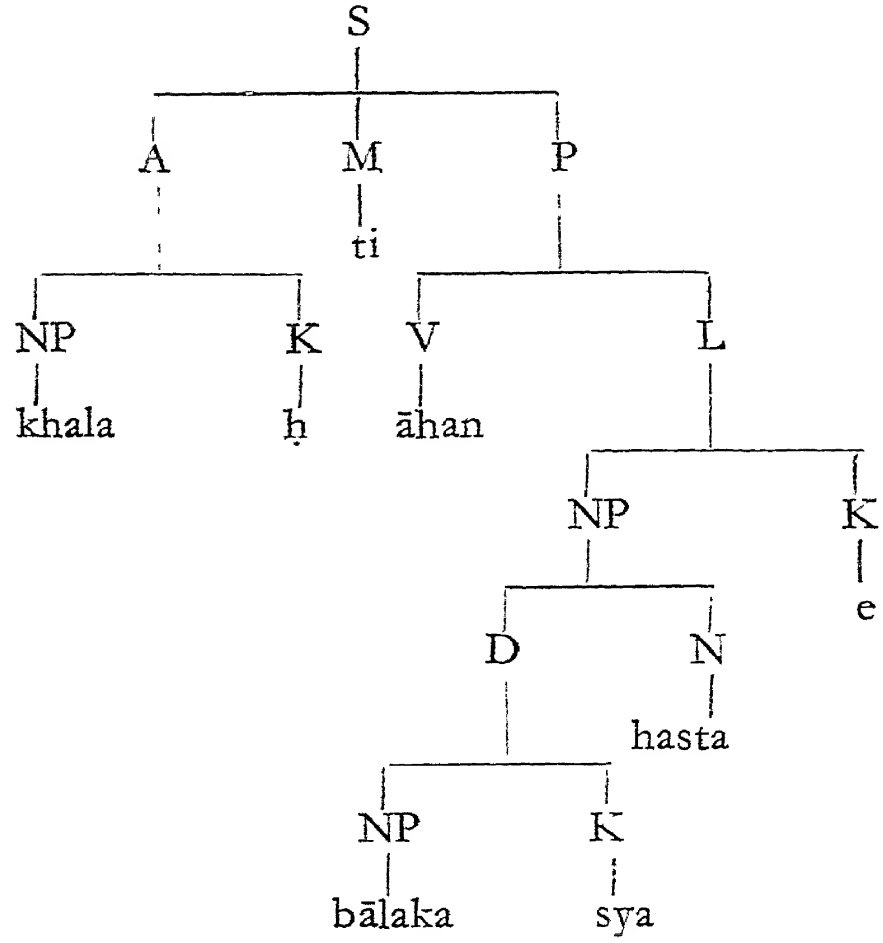 S
A M P
ti
NP K V L
khala ḥ āhan
NP K
e
D N
hasta
NP K
bālaka sya